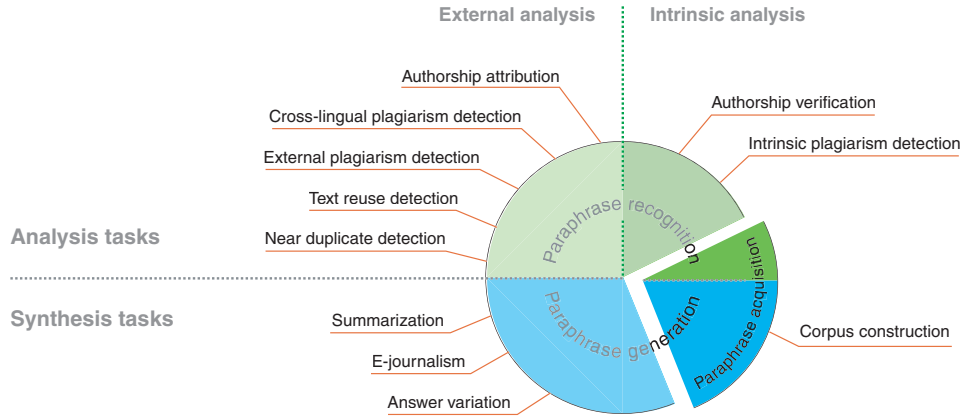 External analysis
Intrinsic analysis
Authorship attribution
Authorship verification
Cross-lingual plagiarism detection
Intrinsic plagiarism detection
External plagiarism detection
Text reuse detection
Paraphrase recognition
Near duplicate detection
Analysis tasks
Paraphrase acquisition
Synthesis tasks
Paraphrase generation
Summarization
Corpus construction
E-journalism
Answer variation